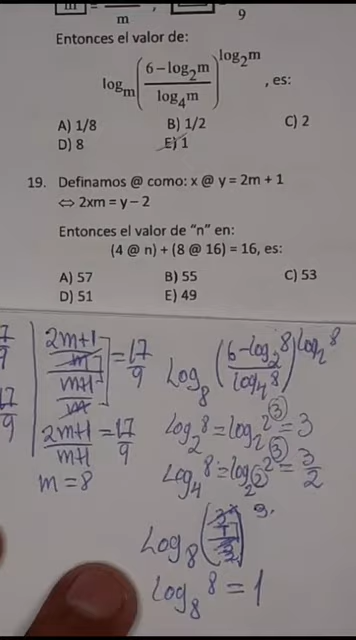 m = m ,
9
Entonces el valor de:
log_m((6-log_2 m)/(log_4 m))^(log_2 m) , es:
A) 1/8 B) 1/2 C) 2
D) 8 E) 1
19. Definamos @ como: x @ y = 2m + 1
⇔ 2xm = y – 2
Entonces el valor de “n” en:
(4 @ n) + (8 @ 16) = 16, es:
A) 57 B) 55 C) 53
D) 51 E) 49
(2m+1)/m / (m+1)/m = 17/9
(2m+1)/(m+1) = 17/9
m = 8
Log_8((6-log_2 8)/(log_4 8))^(log_2 8)
Log_2 8 = log_2 2^3 = 3
Log_4 8 = log_2^2 2^3 = 3/2
Log_8 3.
log_8 8 = 1